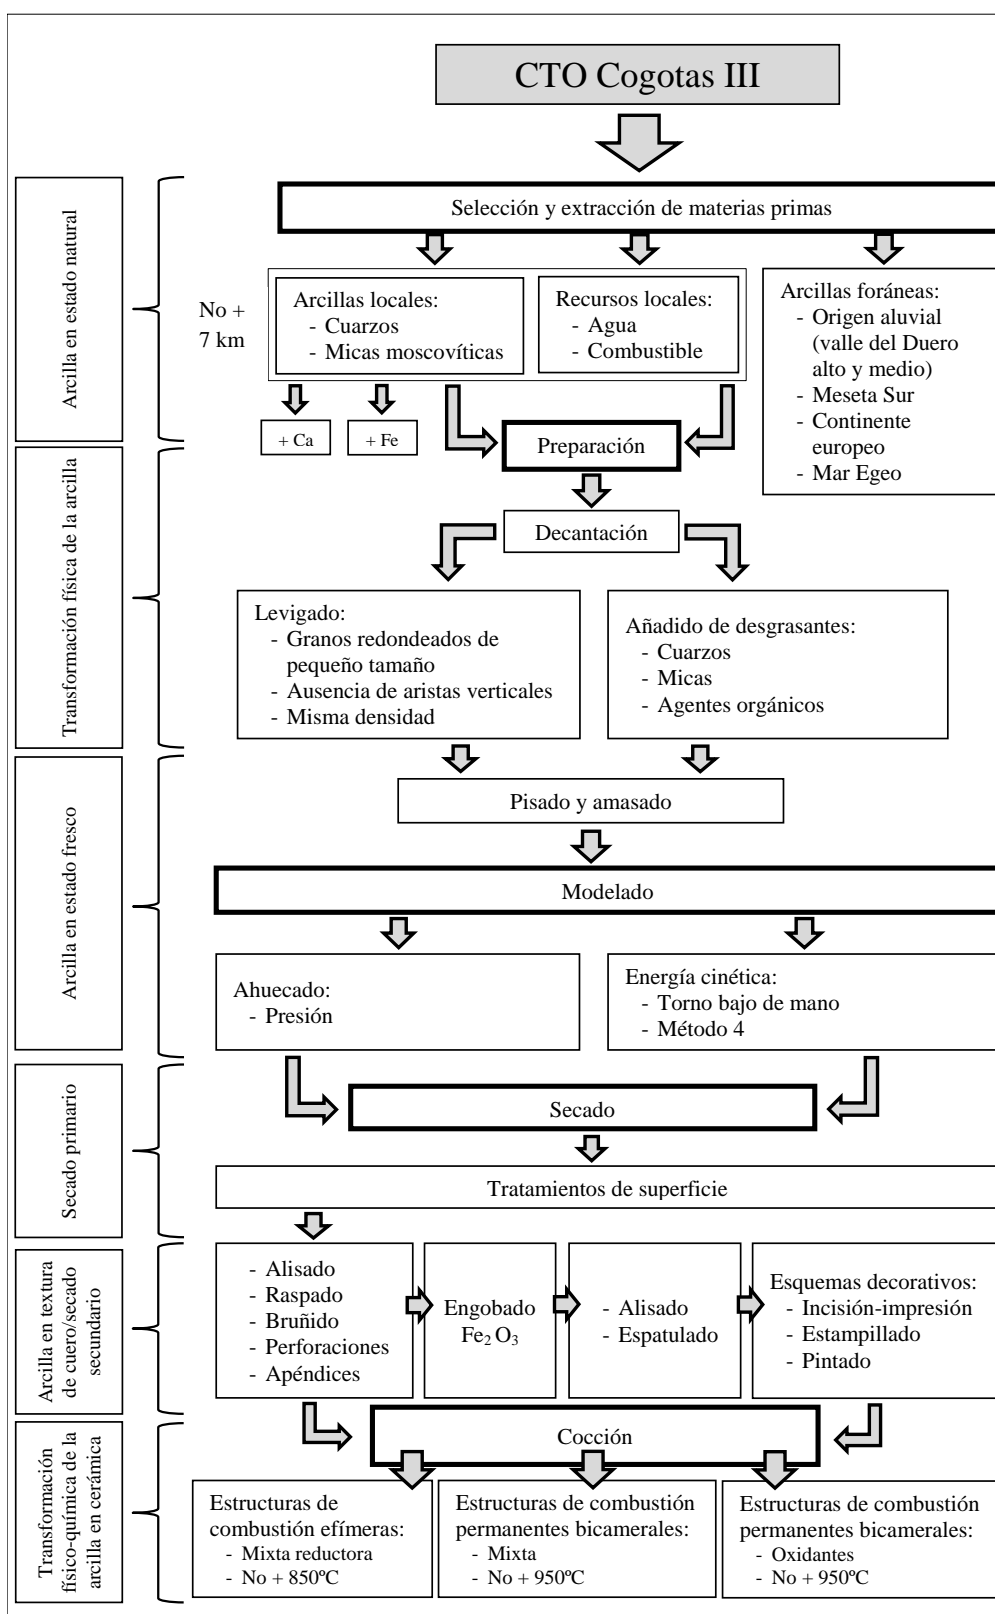 CTO Cogotas III
Arcilla en estado natural
Selección y extracción de materias primas
No +
7 km
Arcillas locales:
- Cuarzos
- Micas moscovíticas
Recursos locales:
- Agua
- Combustible
Arcillas foráneas:
- Origen aluvial
(valle del Duero
alto y medio)
- Meseta Sur
- Continente
europeo
- Mar Egeo
+ Ca
+ Fe
Preparación
Transformación física de la arcilla
Decantación
Levigado:
- Granos redondeados de
pequeño tamaño
- Ausencia de aristas verticales
- Misma densidad
Añadido de desgrasantes:
- Cuarzos
- Micas
- Agentes orgánicos
Arcilla en estado fresco
Pisado y amasado
Modelado
Ahuecado:
- Presión
Energía cinética:
- Torno bajo de mano
- Método 4
Secado primario
Secado
Tratamientos de superficie
Arcilla en textura
de cuero/secado
secundario
- Alisado
- Raspado
- Bruñido
- Perforaciones
- Apéndices
Engobado
Fe₂ O₃
- Alisado
- Espatulado
Esquemas decorativos:
- Incisión-impresión
- Estampillado
- Pintado
Transformación
físico-química de la
arcilla en cerámica
Cocción
Estructuras de
combustión efímeras:
- Mixta reductora
- No + 850ºC
Estructuras de combustión
permanentes bicamerales:
- Mixta
- No + 950ºC
Estructuras de combustión
permanentes bicamerales:
- Oxidantes
- No + 950ºC